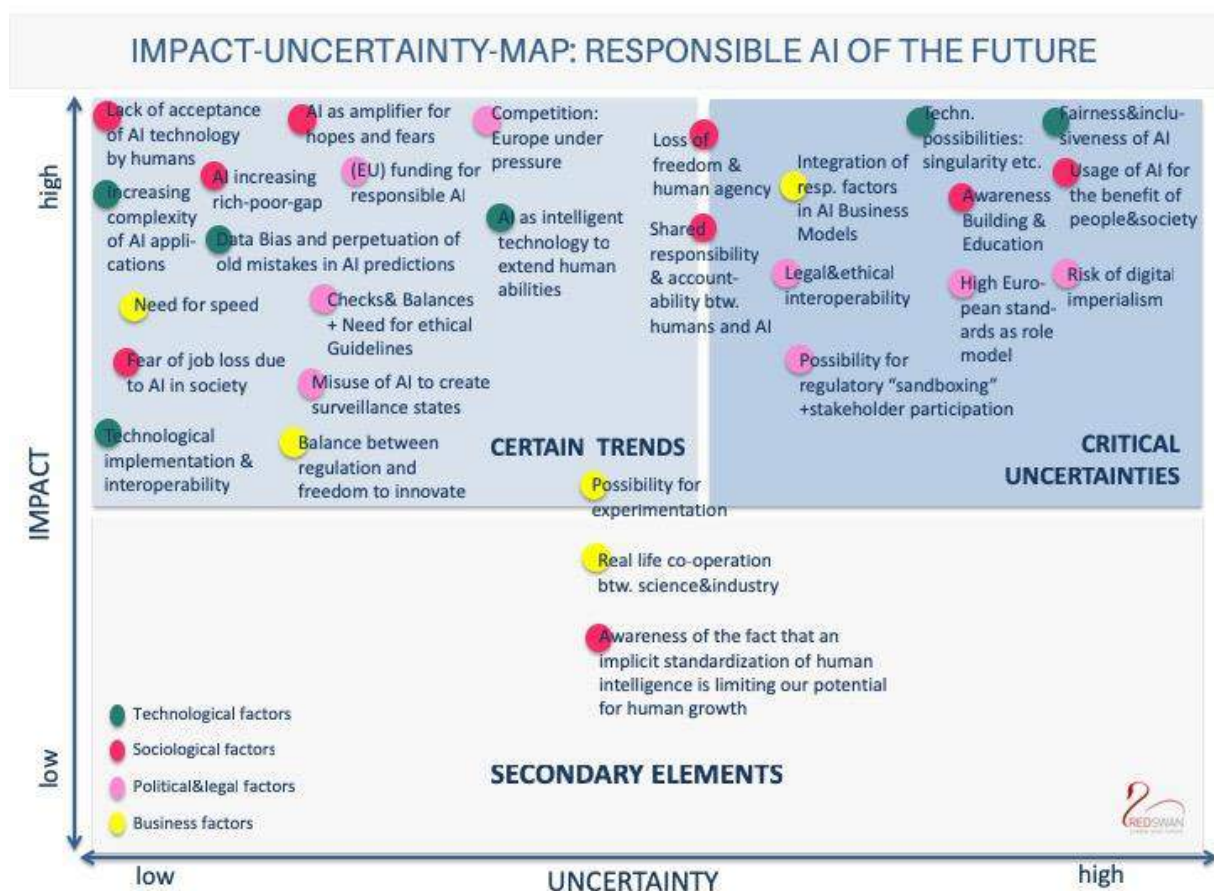 IMPACT-UNCERTAINTY-MAP: RESPONSIBLE AI OF THE FUTURE
high
IMPACT
low
Lack of acceptance
of AI technology
by humans
AI as amplifier for
hopes and fears
Competition:
Europe under
pressure
AI increasing
rich-poor-gap
(EU) funding for
responsible AI
Increasing
complexity
of AI appli-
cations
Data Bias and perpetuation of
old mistakes in AI predictions
AI as intelligent
technology to
extend human
abilities
Need for speed
Checks& Balances
+ Need for ethical
Guidelines
Fear of job loss due
to AI in society
Misuse of AI to create
surveillance states
Technological
implementation &
interoperability
Balance between
regulation and
freedom to innovate
CERTAIN TRENDS
Loss of
freedom &
human agency
Shared
responsibility
& account-
ability btw.
humans and AI
Integration of
resp. factors
in AI Business
Models
Techn.
possibilities:
singularity etc.
Fairness&inclu-
siveness of AI
Awareness
Building &
Education
Usage of AI for
the benefit of
people&society
Legal&ethical
interoperability
High Euro-
pean stand-
ards as role
model
Risk of digital
imperialism
Possibility for
regulatory "sandboxing"
+stakeholder participation
CRITICAL
UNCERTAINTIES
Possibility for
experimentation
Real life co-operation
btw. science&industry
Awareness of the fact that an
implicit standardization of human
intelligence is limiting our potential
for human growth
SECONDARY ELEMENTS
Technological factors
Sociological factors
Political&legal factors
Business factors
REDSWAN
low
UNCERTAINTY
high